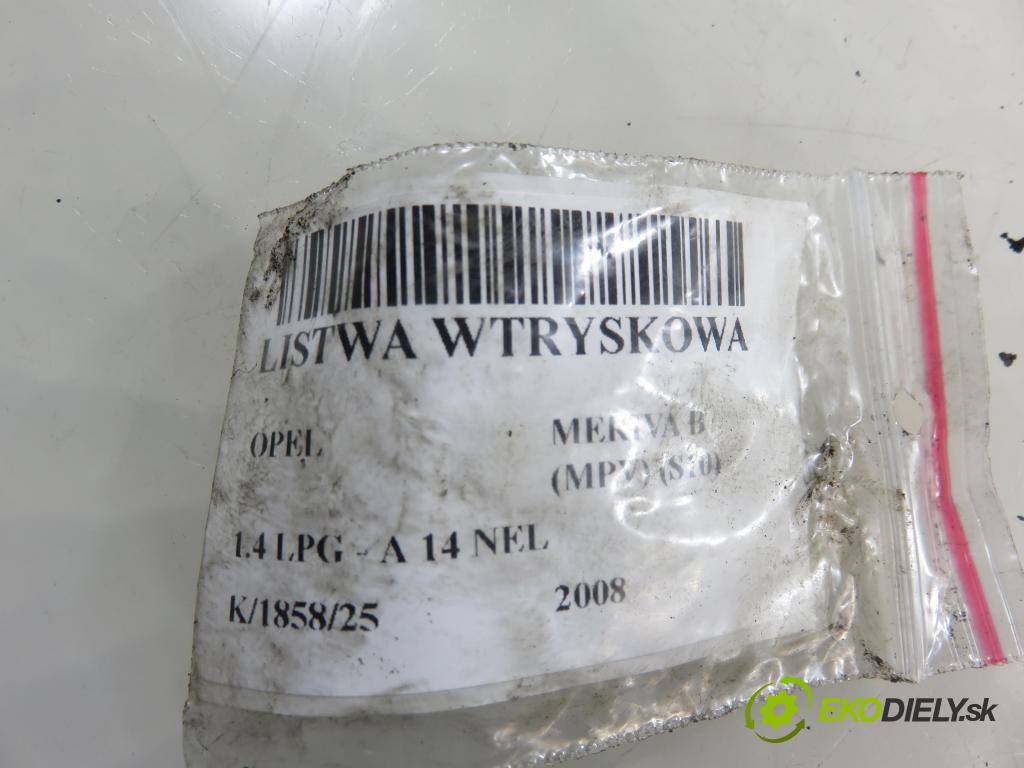 LISTWA WTRYSKOWA
OPEL
MERIVA B
(MPV) (S10)
1.4 LPG - A 14 NEL
K/1858/25
2008
EKODIELY.sk